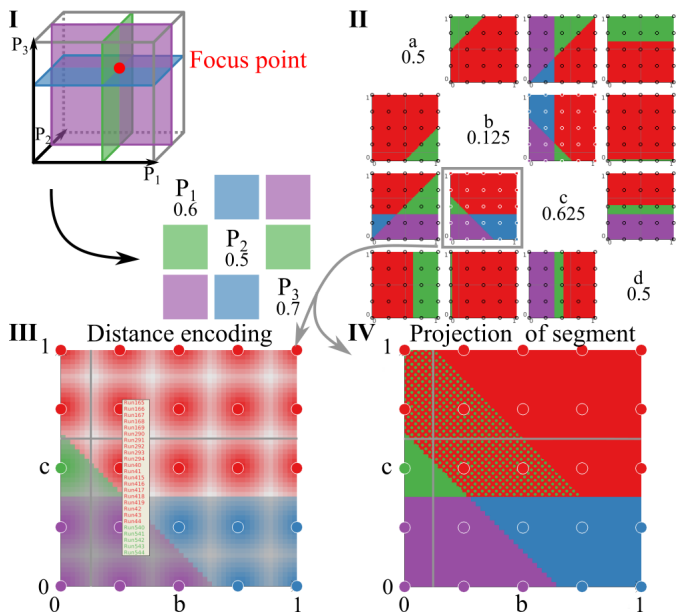 I
II
P3
Focus point
P2
P1
a
0.5
b
0.125
P1
0.6
P2
0.5
P3
0.7
c
0.625
d
0.5
III
Distance encoding
IV
Projection of segment
1
c
0
0
b
1
Run165
Run166
Run167
Run168
Run169
Run290
Run291
Run292
Run293
Run294
Run40
Run41
Run415
Run416
Run417
Run418
Run419
Run42
Run43
Run44
Run540
Run541
Run542
Run543
Run544
1
c
0
0
b
1